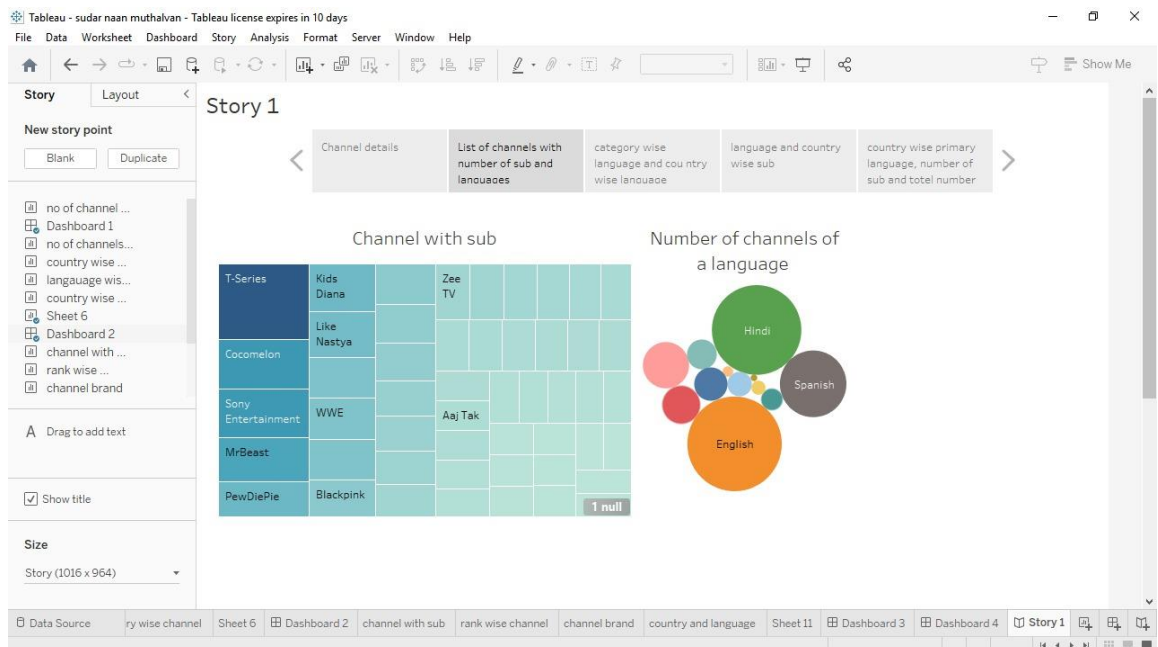 Tableau - sudar naan muthalvan - Tableau license expires in 10 days
File Data Worksheet Dashboard Story Analysis Format Server Window Help
Show Me
Story Layout
New story point
Blank Duplicate
no of channel ...
Dashboard 1
no of channels...
country wise ...
langauage wis...
country wise ...
Sheet 6
Dashboard 2
channel with ...
rank wise ...
channel brand
A Drag to add text
Show title
Size
Story (1016 x 964)
Story 1
Channel details
List of channels with
number of sub and
languages
category wise
language and cou ntry
wise language
language and country
wise sub
country wise primary
language, number of
sub and totel number
Channel with sub
T-Series
Cocomelon
Sony
Entertainment
MrBeast
PewDiePie
Kids
Diana
Like
Nastya
WWE
Blackpink
Zee
TV
Aaj Tak
1 null
Number of channels of
a language
Hindi
Spanish
English
Data Source ry wise channel Sheet 6 Dashboard 2 channel with sub rank wise channel channel brand country and language Sheet 11 Dashboard 3 Dashboard 4 Story 1